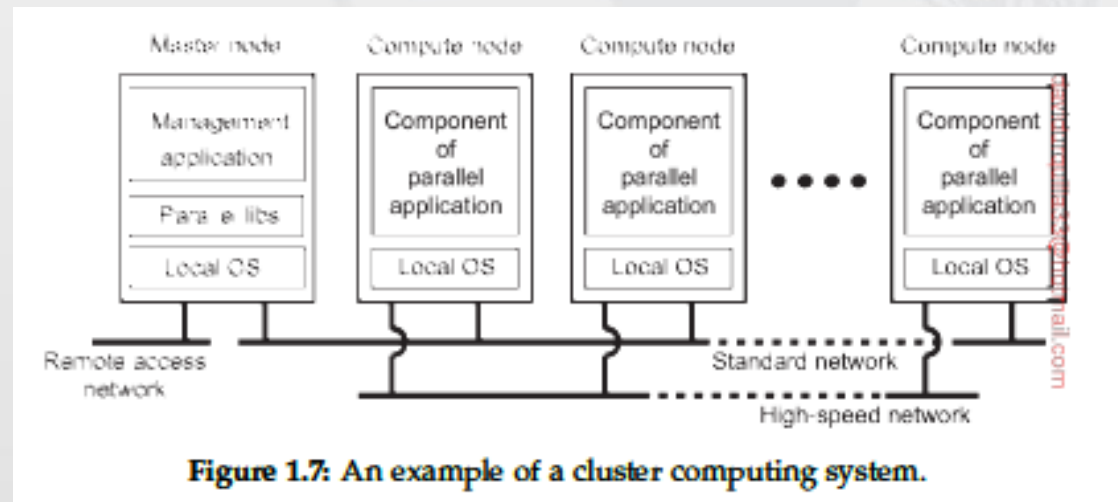 Master node
Compute node
Compute node
Compute node
Management
application
Parallel libs
Local OS
Component
of
parallel
application
Local OS
Component
of
parallel
application
Local OS
Component
of
parallel
application
Local OS
Remote access
network
Standard network
High-speed network
Figure 1.7: An example of a cluster computing system.